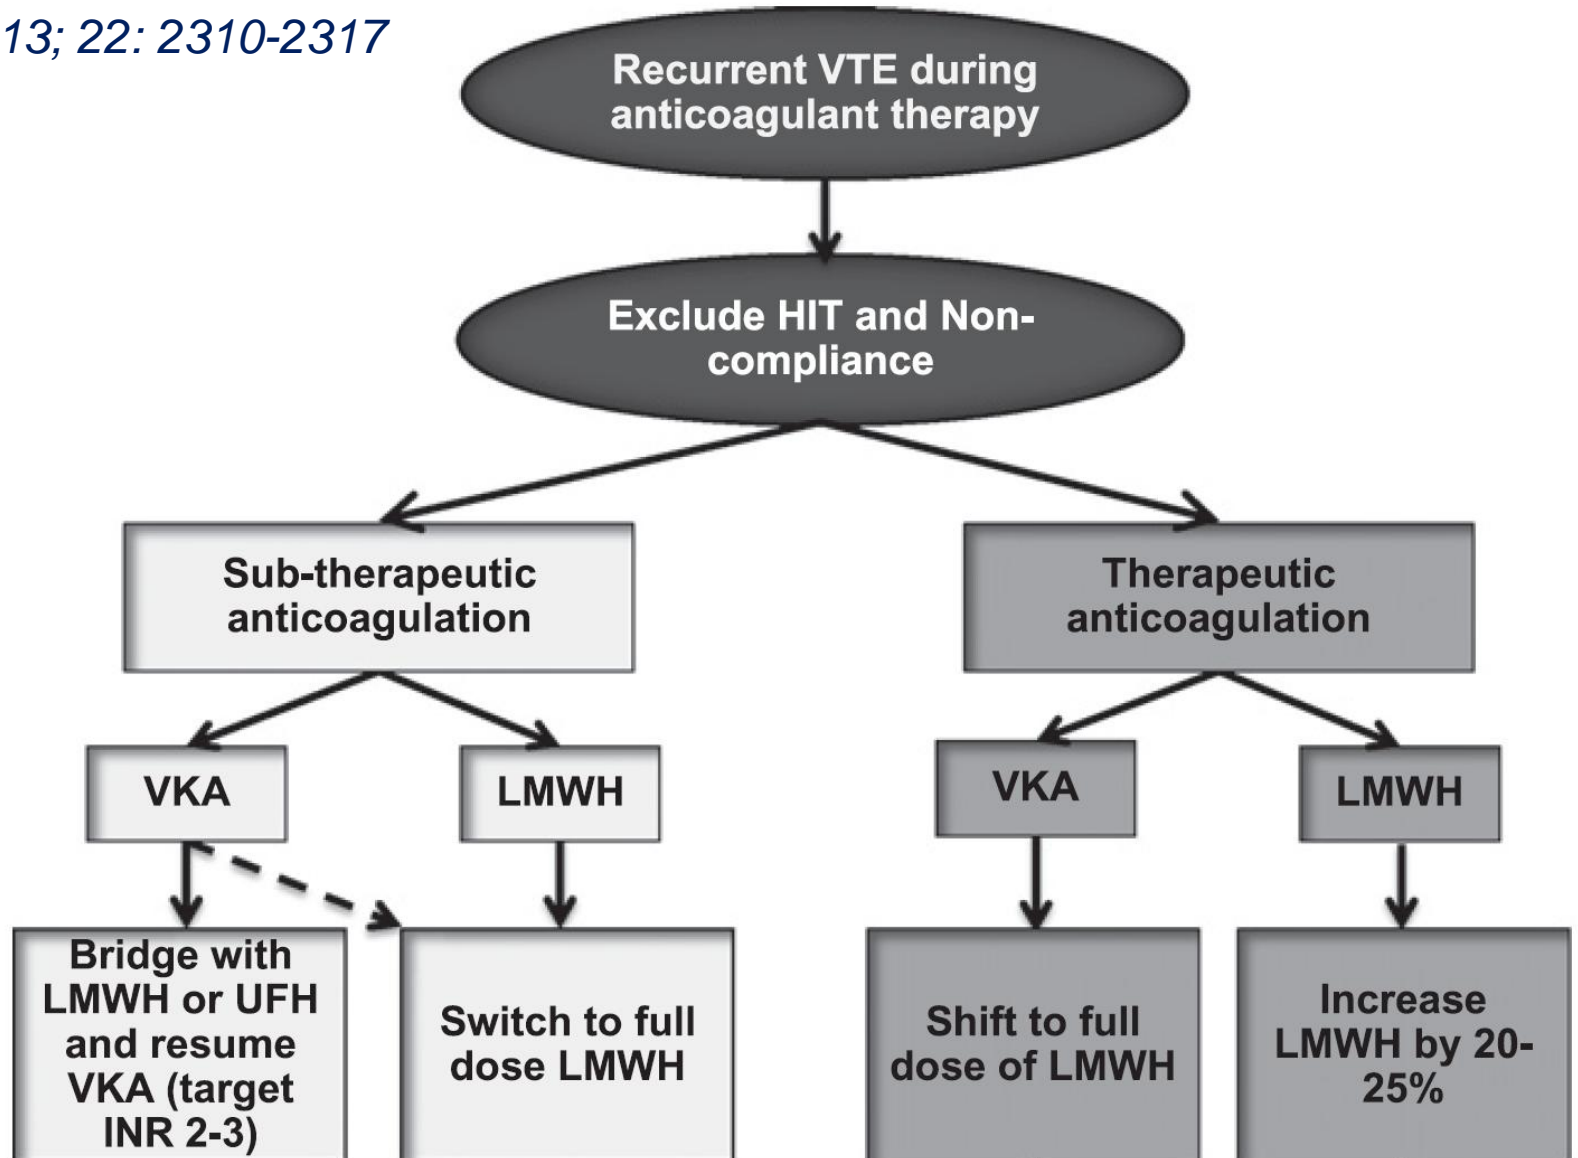 13; 22: 2310-2317
Recurrent VTE during
anticoagulant therapy
Exclude HIT and Non-
compliance
Sub-therapeutic
anticoagulation
Therapeutic
anticoagulation
VKA
LMWH
VKA
LMWH
Bridge with
LMWH or UFH
and resume
VKA (target
INR 2-3)
Switch to full
dose LMWH
Shift to full
dose of LMWH
Increase
LMWH by 20-
25%